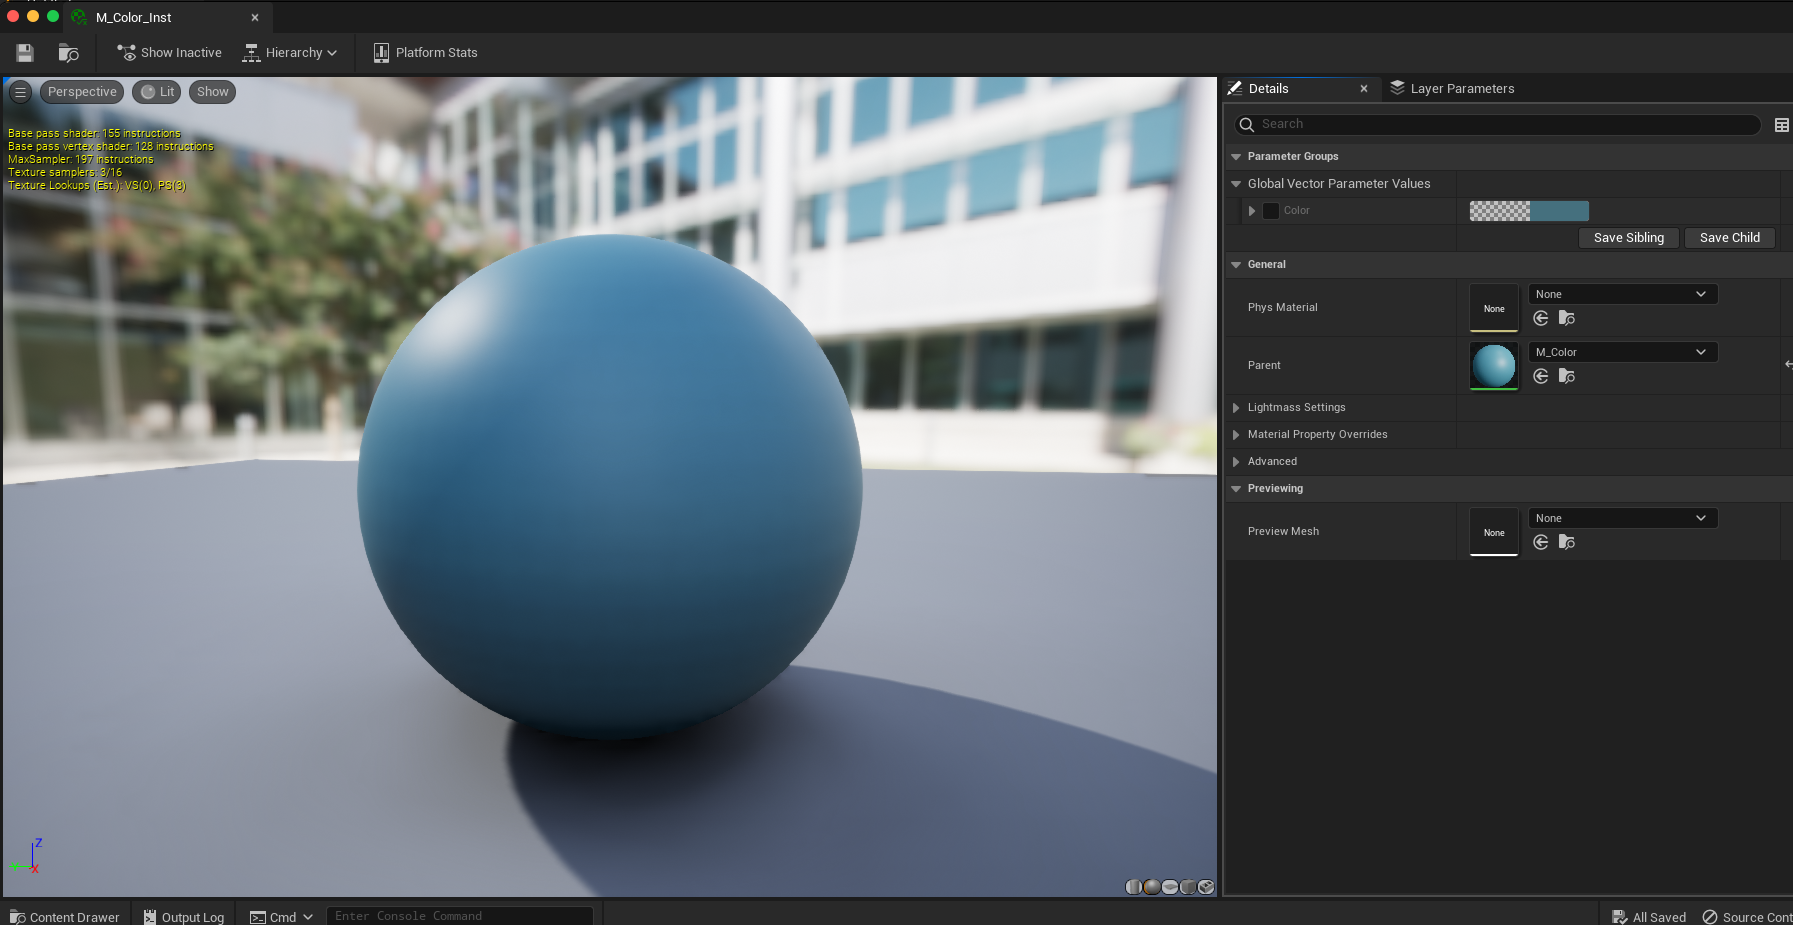 M_Color_Inst
Show Inactive
Hierarchy
Platform Stats
Perspective
Lit
Show
Base pass shader: 155 instructions
Base pass vertex shader: 128 instructions
MaxSampler: 197 instructions
Texture samplers: 3/16
Texture Lookups (Est.): VS(0), PS(3)
Z
X
Details
Layer Parameters
Search
Parameter Groups
Global Vector Parameter Values
Color
Save Sibling
Save Child
General
Phys Material
None
None
Parent
M_Color
Lightmass Settings
Material Property Overrides
Advanced
Previewing
Preview Mesh
None
None
Content Drawer
Output Log
Cmd
Enter Console Command
All Saved
Source Cont